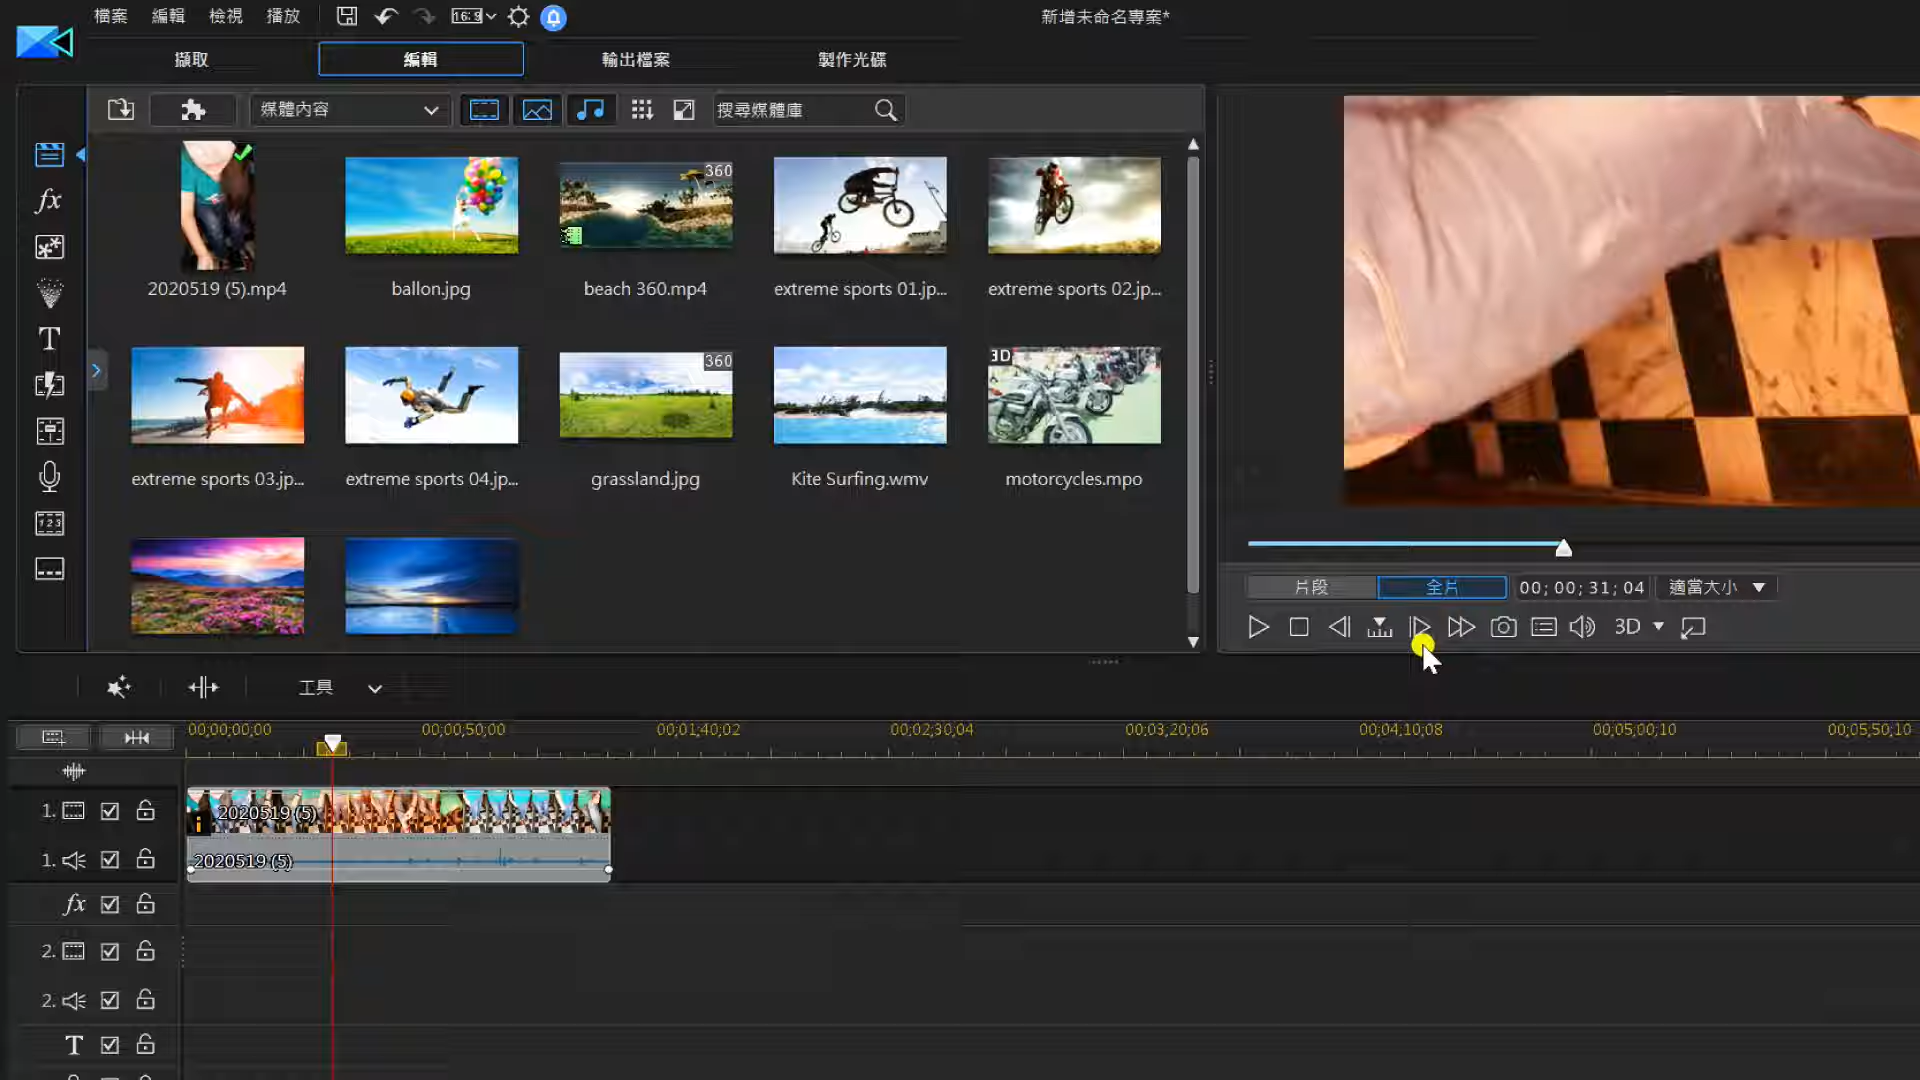 檔案 編輯 檢視 播放 16:9 新增未命名專案*
擷取 編輯 輸出檔案 製作光碟
媒體內容 搜尋媒體庫
360
2020519 (5).mp4 ballon.jpg beach 360.mp4 extreme sports 01.jp... extreme sports 02.jp...
360 3D
extreme sports 03.jp... extreme sports 04.jp... grassland.jpg Kite Surfing.wmv motorcycles.mpo
fx
T
1 2 3
片段 全片 00; 00; 31; 04 適當大小
3D
工具
00;00;00;00 00;00;50;00 00;01;40;02 00;02;30;04 00;03;20;06 00;04;10;08 00;05;00;10 00;05;50;10
1. 2020519 (5)
1. 2020519 (5)
fx
2.
2.
T